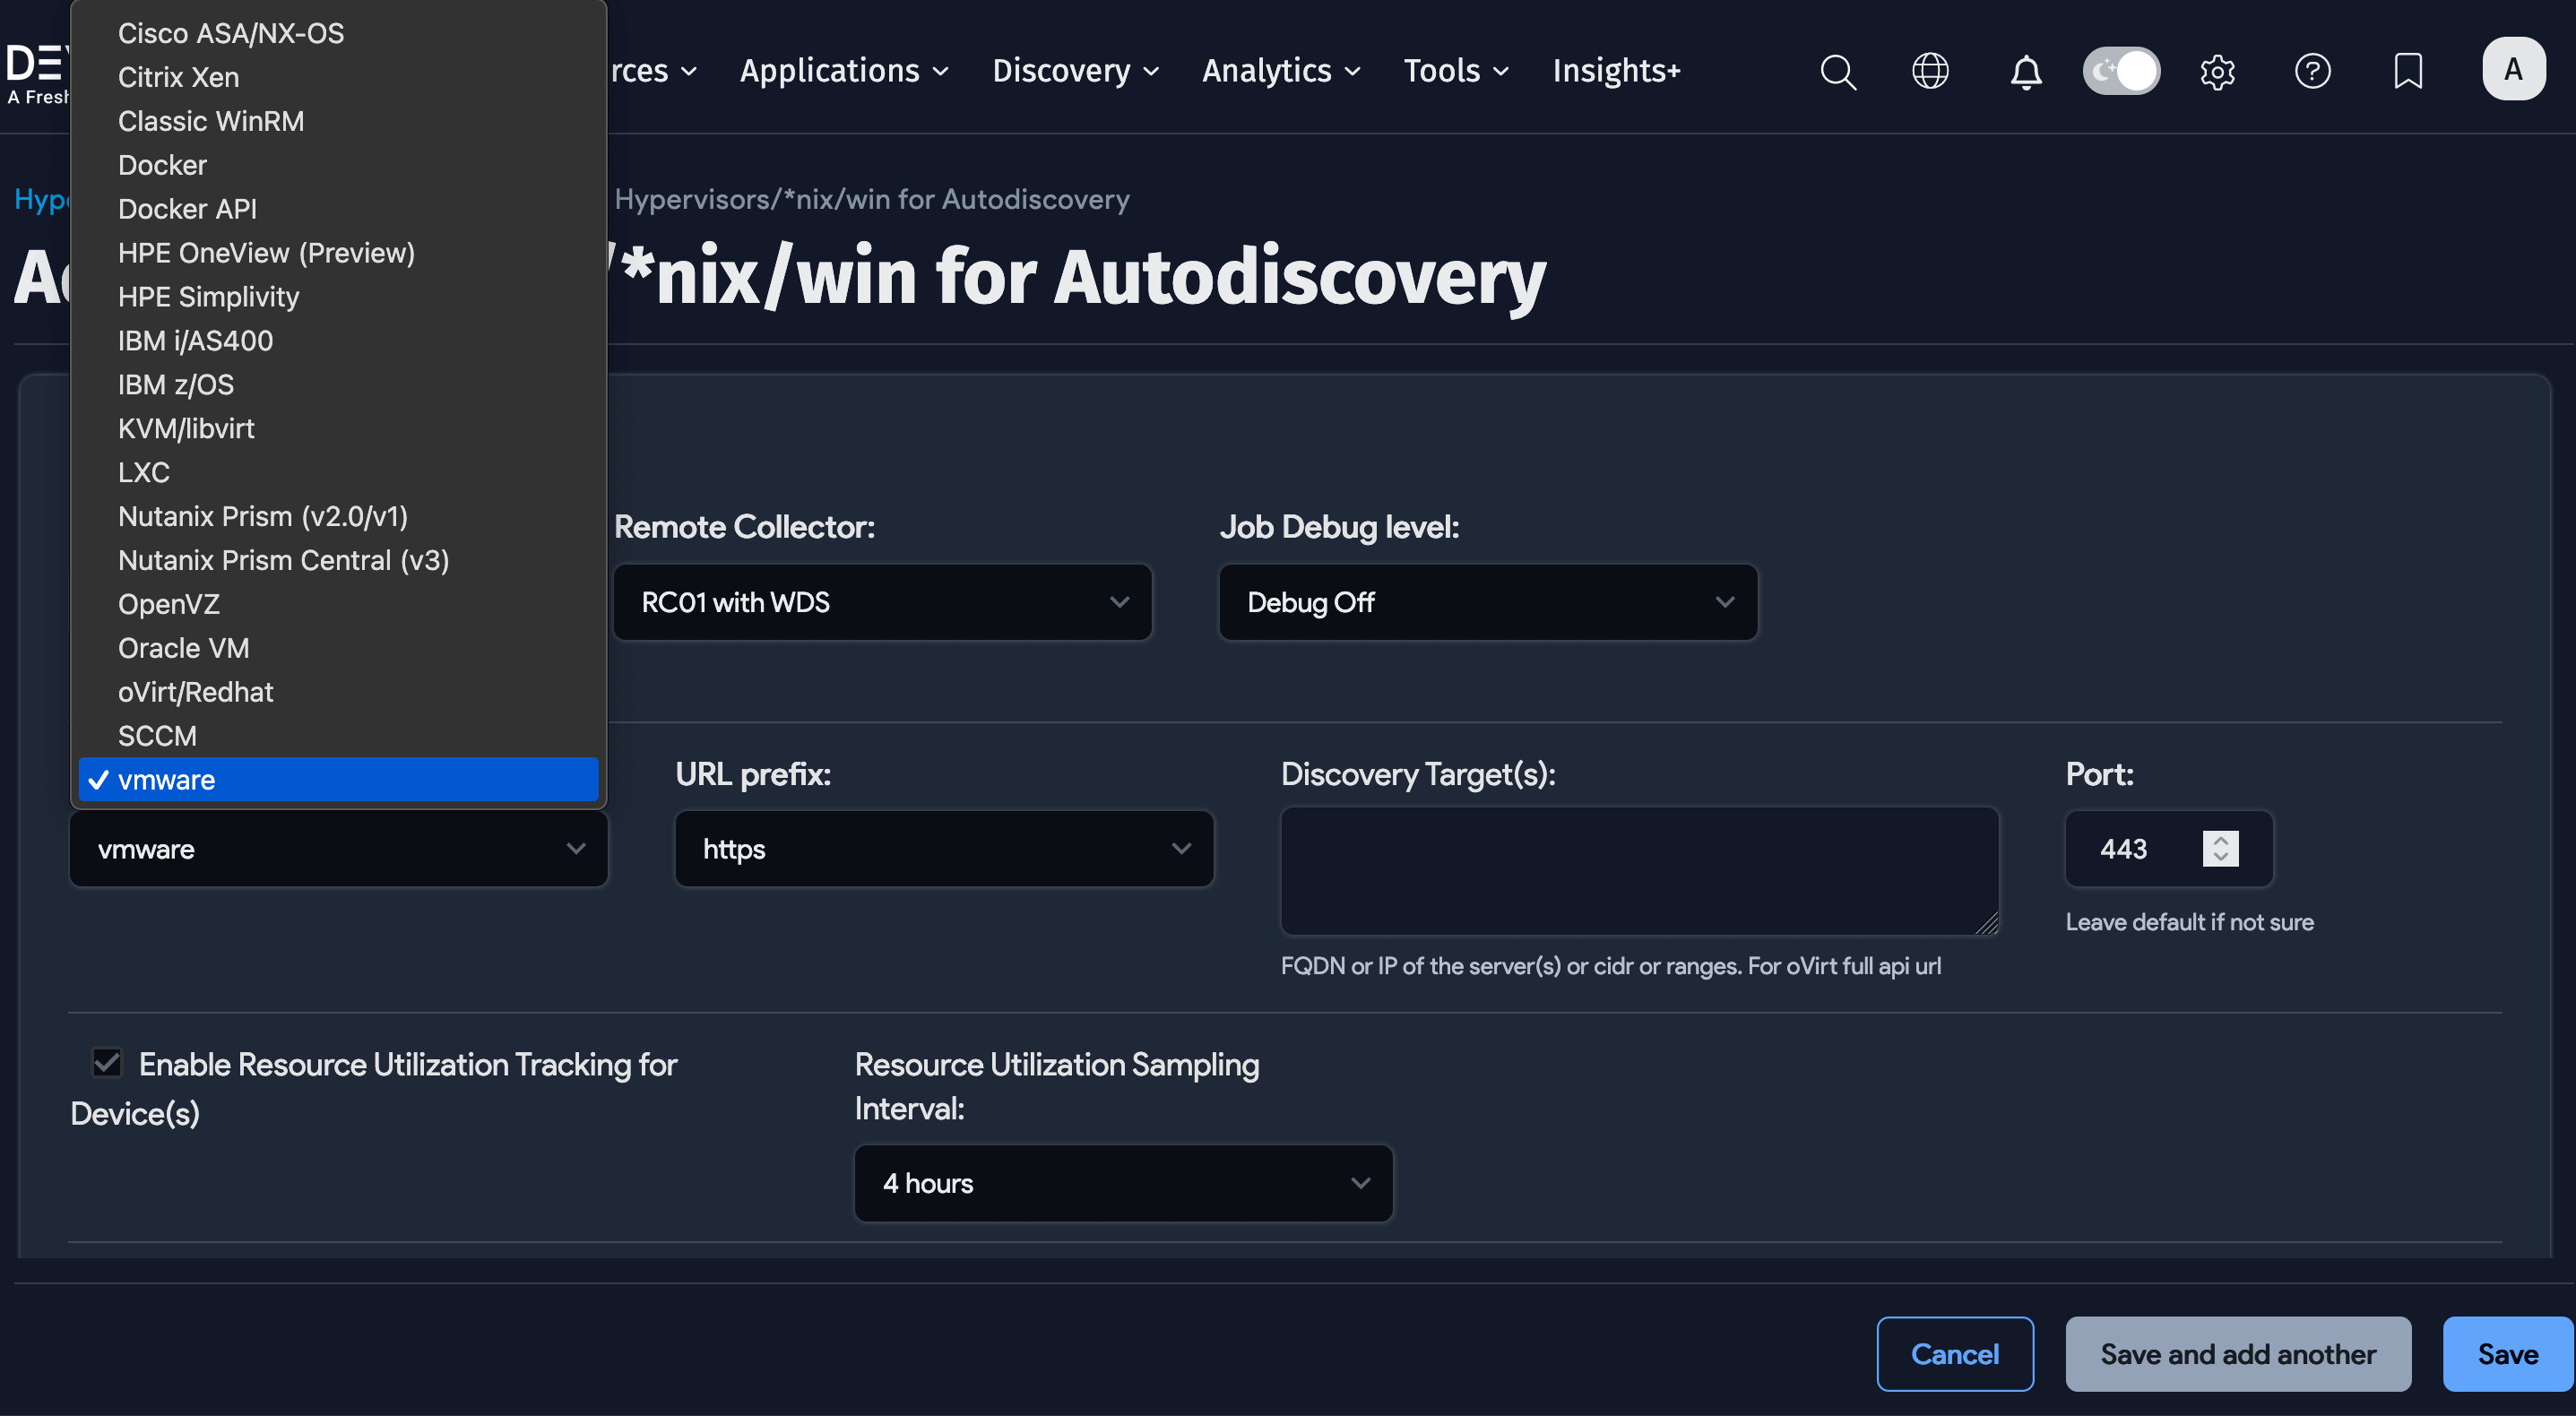 Cisco ASA/NX-OS
Citrix Xen
Classic WinRM
Docker
Docker API
HPE OneView (Preview)
HPE Simplivity
IBM i/AS400
IBM z/OS
KVM/libvirt
LXC
Nutanix Prism (v2.0/v1)
Nutanix Prism Central (v3)
OpenVZ
Oracle VM
oVirt/Redhat
SCCM
vmware
Applications Discovery Analytics Tools Insights+ A
A Fresh
Hypervisors/*nix/win for Autodiscovery
/*nix/win for Autodiscovery
Remote Collector: Job Debug level:
RC01 with WDS Debug Off
URL prefix: Discovery Target(s): Port:
vmware https 443
Leave default if not sure
FQDN or IP of the server(s) or cidr or ranges. For oVirt full api url
Enable Resource Utilization Tracking for
Device(s)
Resource Utilization Sampling
Interval:
4 hours
Cancel Save and add another Save